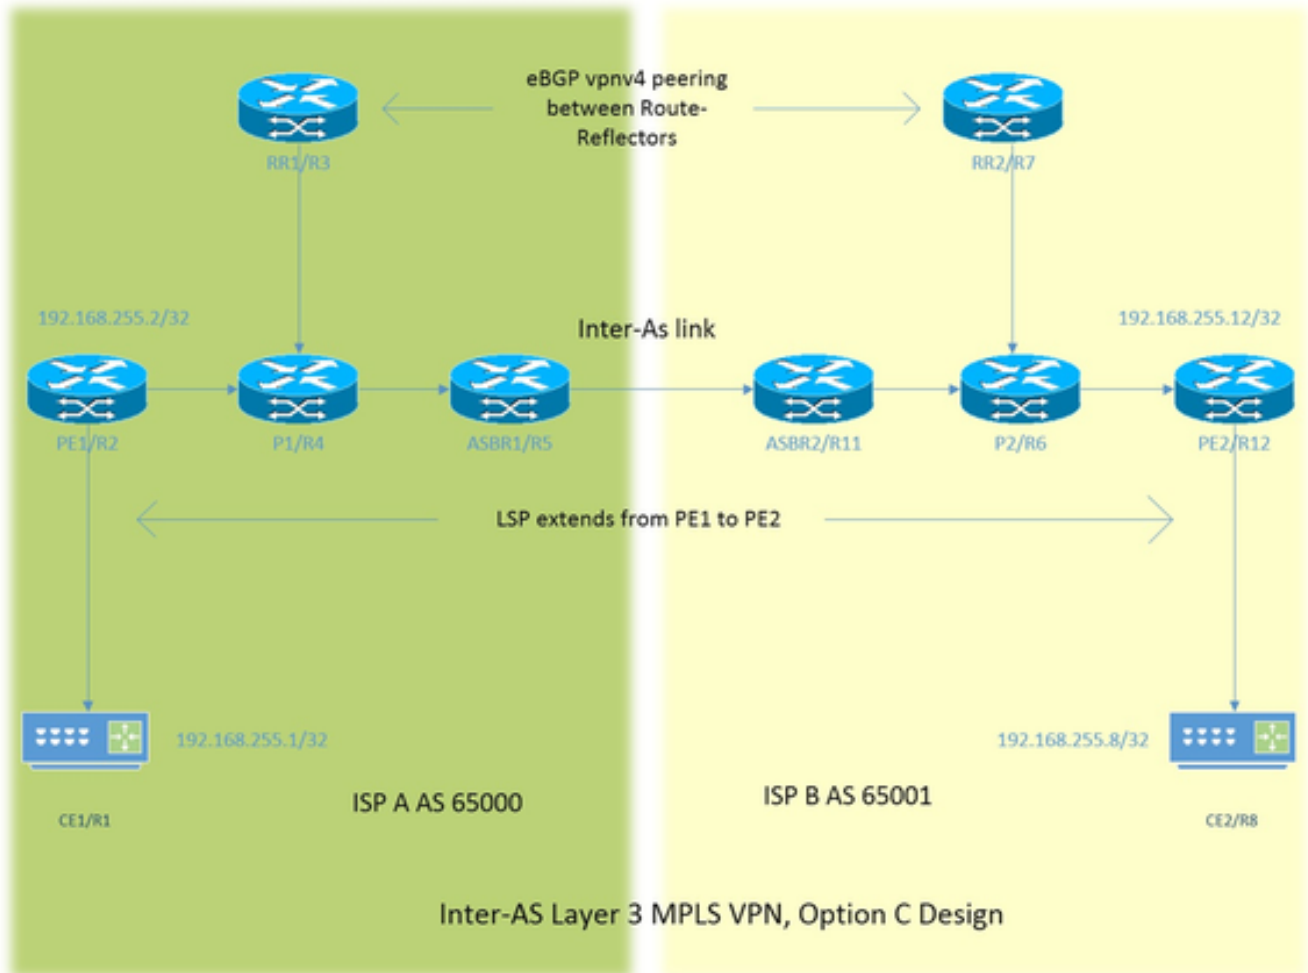 eBGP vpnv4 peering
between Route-
Reflectors
RR1/R3
RR2/R7
192.168.255.2/32
Inter-As link
192.168.255.12/32
PE1/R2
P1/R4
ASBR1/R5
ASBR2/R11
P2/R6
PE2/R12
LSP extends from PE1 to PE2
192.168.255.1/32
192.168.255.8/32
ISP A AS 65000
ISP B AS 65001
CE1/R1
CE2/R8
Inter-AS Layer 3 MPLS VPN, Option C Design